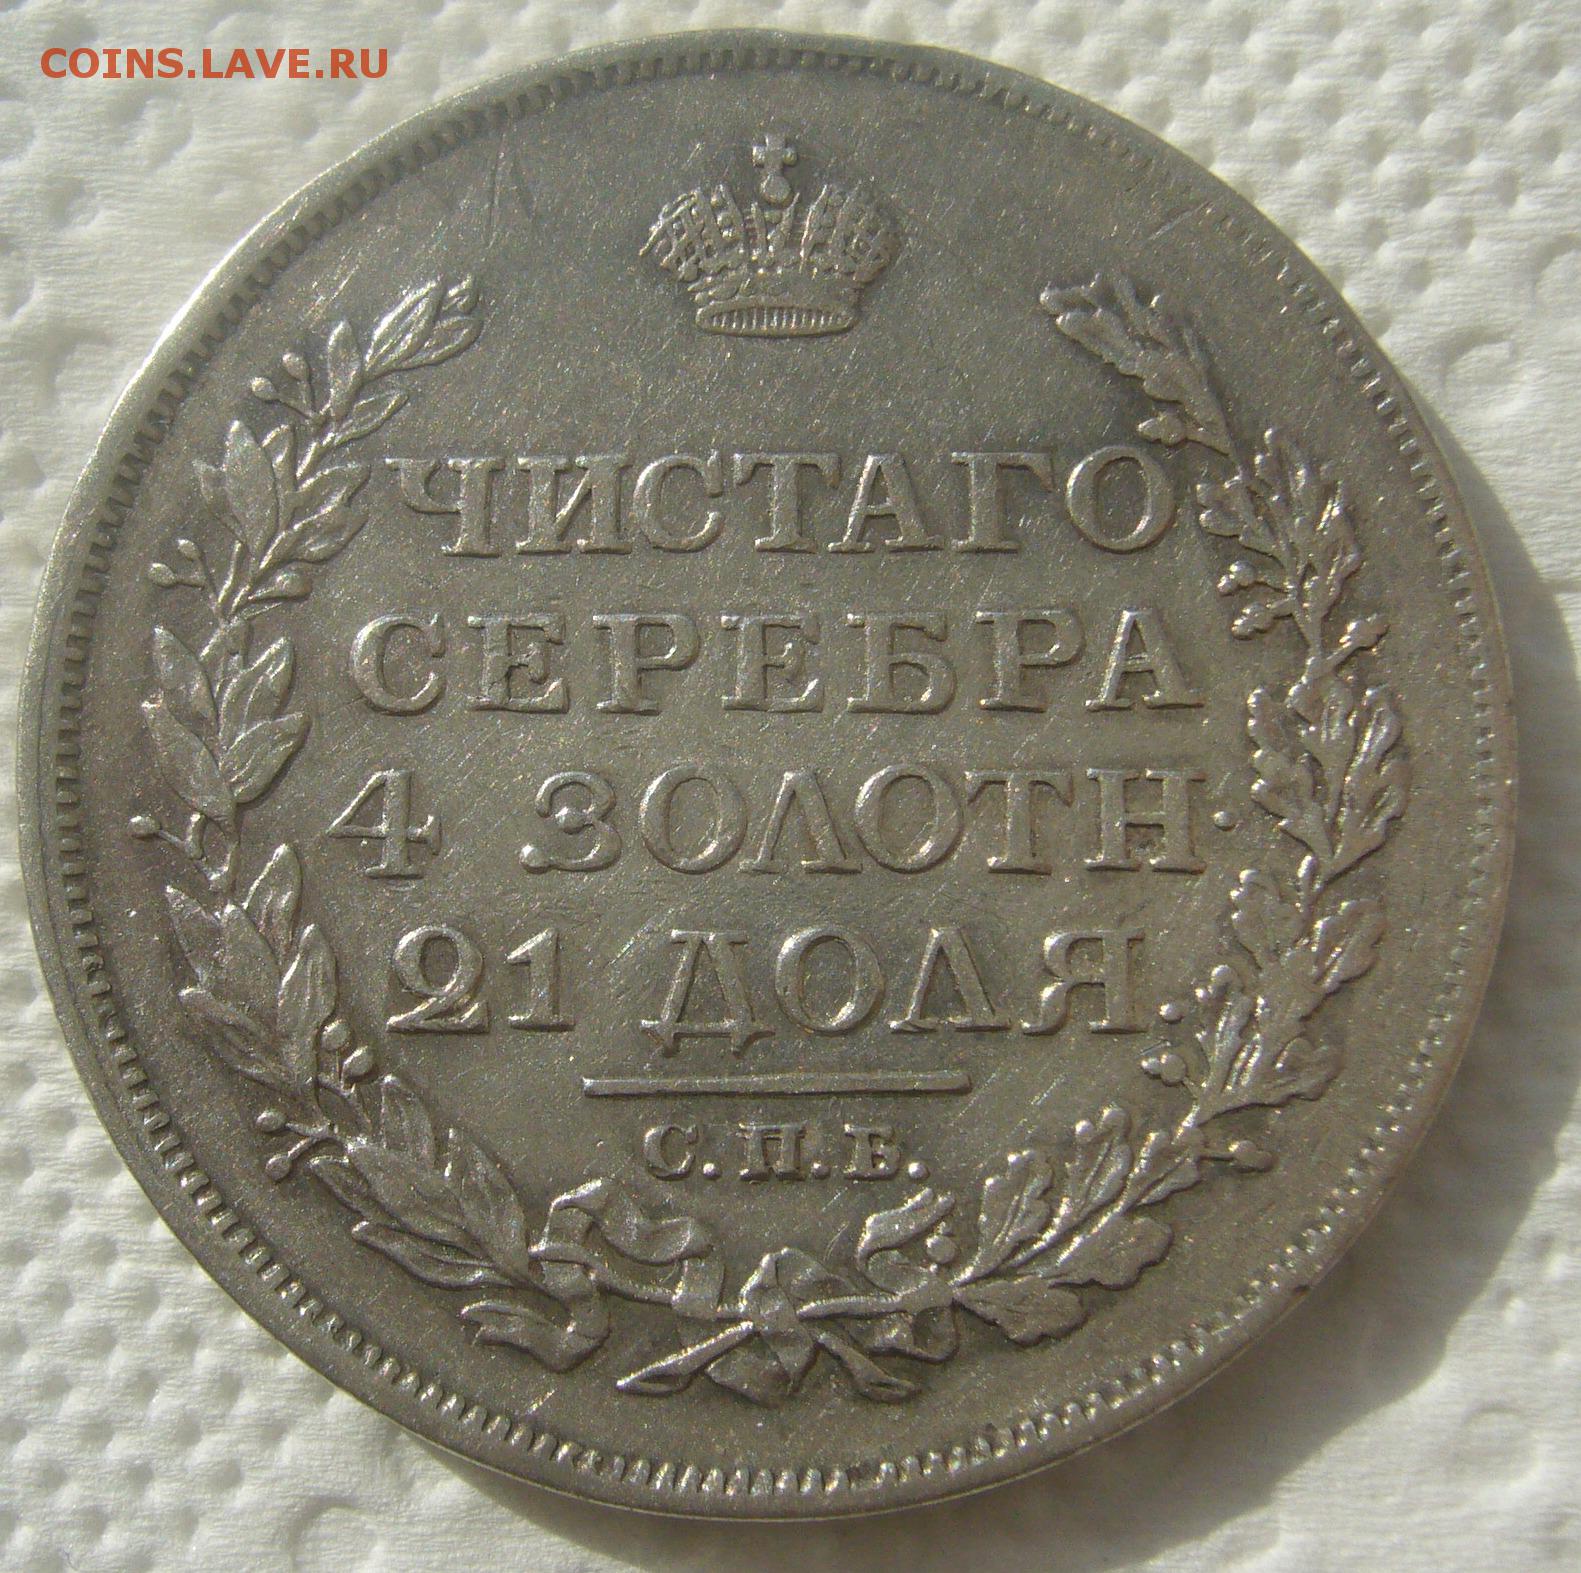 COINS.LAVE.RU
ЧИСТАГО
СЕРЕБРА
4 ЗОЛОТН.
21 ДОЛЯ
С.П.Б.